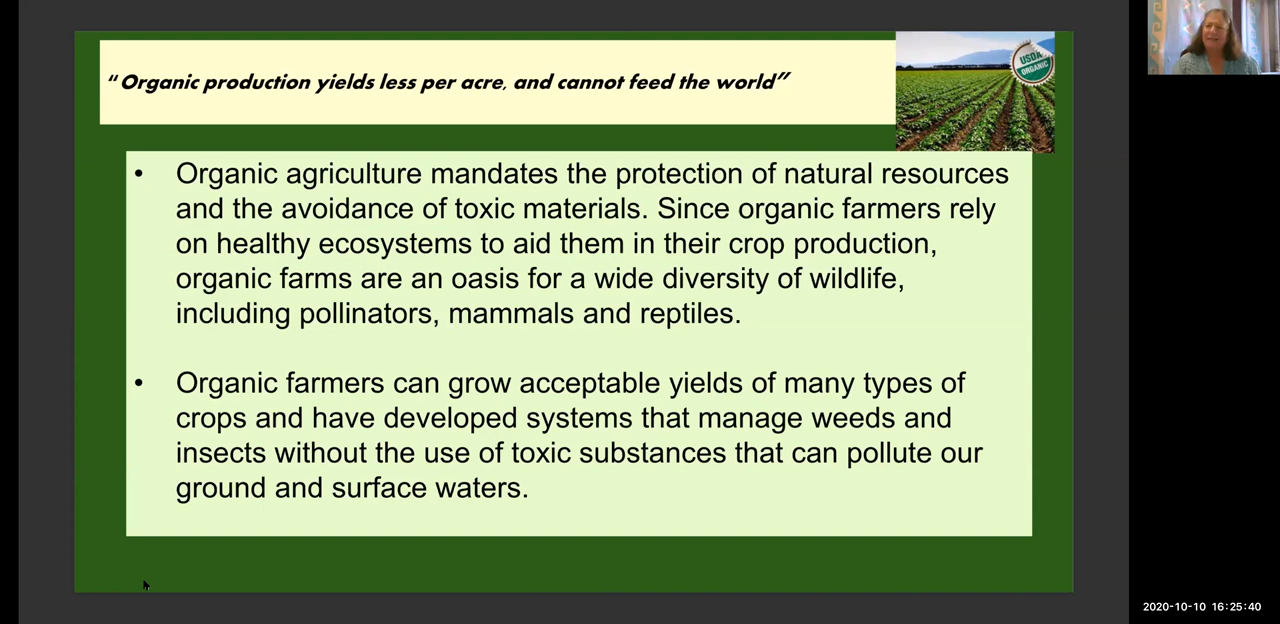 “Organic production yields less per acre, and cannot feed the world”
USDA
ORGANIC
• Organic agriculture mandates the protection of natural resources
and the avoidance of toxic materials. Since organic farmers rely
on healthy ecosystems to aid them in their crop production,
organic farms are an oasis for a wide diversity of wildlife,
including pollinators, mammals and reptiles.
• Organic farmers can grow acceptable yields of many types of
crops and have developed systems that manage weeds and
insects without the use of toxic substances that can pollute our
ground and surface waters.
2020-10-10 16:25:40